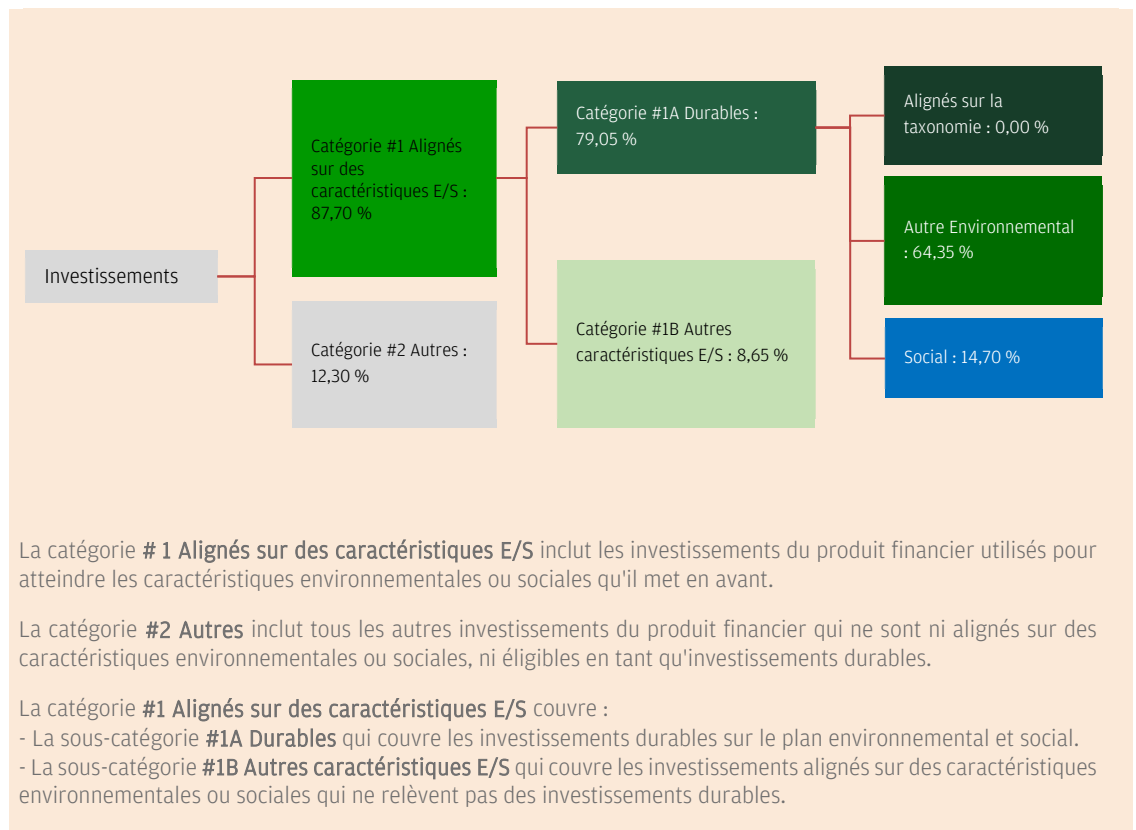 Investissements
Catégorie #1 Alignés
sur des
caractéristiques E/S :
87,70 %
Catégorie #2 Autres :
12,30 %
Catégorie #1A Durables :
79,05 %
Catégorie #1B Autres
caractéristiques E/S : 8,65 %
Alignés sur la
taxonomie : 0,00 %
Autre Environnemental
: 64,35 %
Social : 14,70 %
La catégorie # 1 Alignés sur des caractéristiques E/S inclut les investissements du produit financier utilisés pour
atteindre les caractéristiques environnementales ou sociales qu'il met en avant.
La catégorie #2 Autres inclut tous les autres investissements du produit financier qui ne sont ni alignés sur des
caractéristiques environnementales ou sociales, ni éligibles en tant qu'investissements durables.
La catégorie #1 Alignés sur des caractéristiques E/S couvre :
- La sous-catégorie #1A Durables qui couvre les investissements durables sur le plan environnemental et social.
- La sous-catégorie #1B Autres caractéristiques E/S qui couvre les investissements alignés sur des caractéristiques
environnementales ou sociales qui ne relèvent pas des investissements durables.